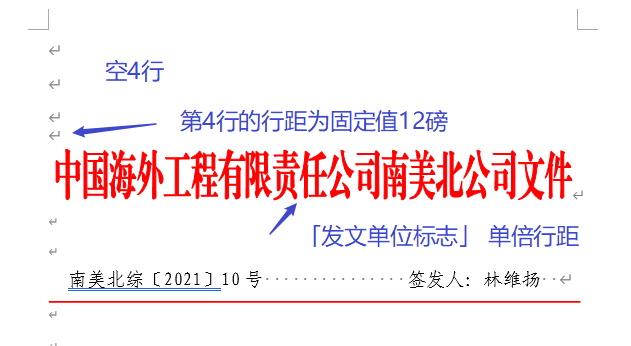 空4行
第4行的行距为固定值12磅
中国海外工程有限责任公司南美北公司文件
「发文单位标志」 单倍行距
南美北综〔2021〕10号 签发人：林维扬